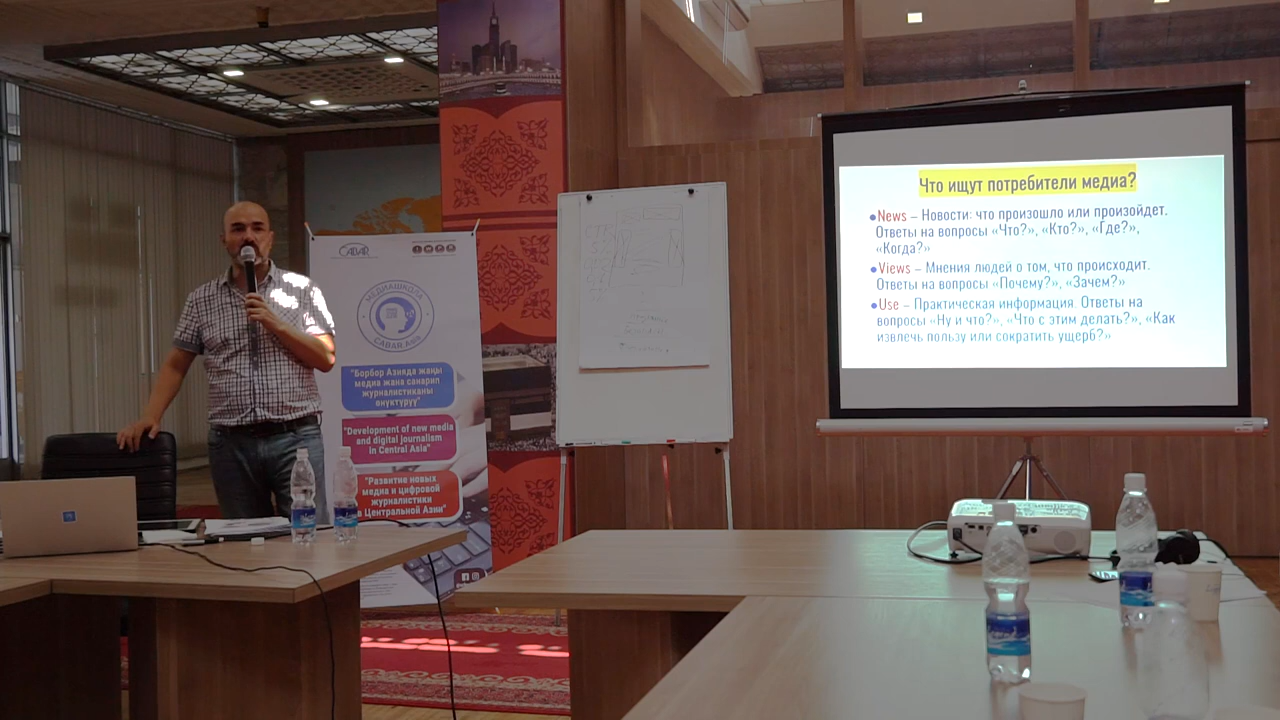 CABAR
МЕДИАШКОЛА
CABAR Asia
"Борбор Азияда жаңы
медиа жана санарип
журналистиканы
өнүктүрүү"
"Development of new media
and digital journalism
in Central Asia"
"Развитие новых
медиа и цифровой
журналистики
в Центральной Азии"
Что ищут потребители медиа?
•News – Новости: что произошло или произойдет.
Ответы на вопросы «Что?», «Кто?», «Где?»,
«Когда?»
•Views – Мнения людей о том, что происходит.
Ответы на вопросы «Почему?», «Зачем?»
•Use – Практическая информация. Ответы на
вопросы «Ну и что?», «Что с этим делать?», «Как
извлечь пользу или сократить ущерб?»